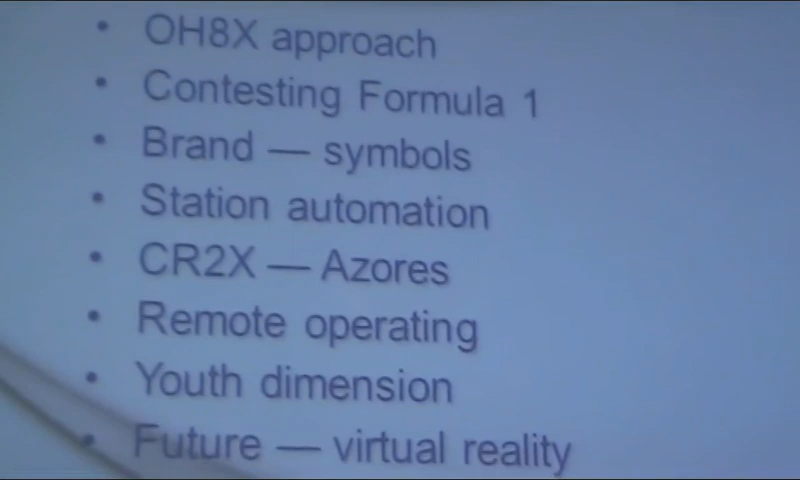 • OH8X approach
• Contesting Formula 1
• Brand — symbols
• Station automation
• CR2X — Azores
• Remote operating
• Youth dimension
• Future — virtual reality